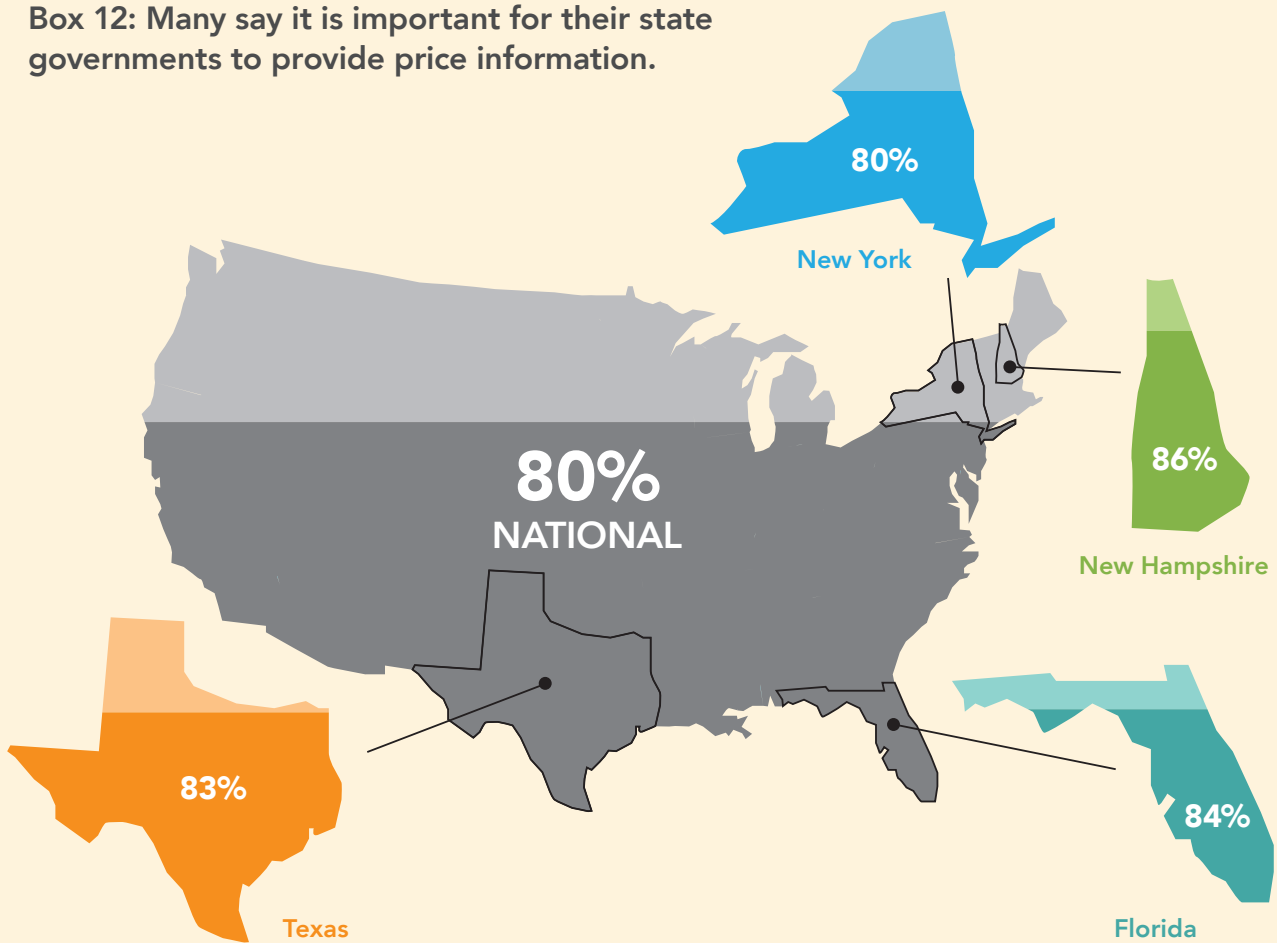 Box 12: Many say it is important for their state
governments to provide price information.
80%
New York
86%
New Hampshire
80%
NATIONAL
83%
Texas
84%
Florida